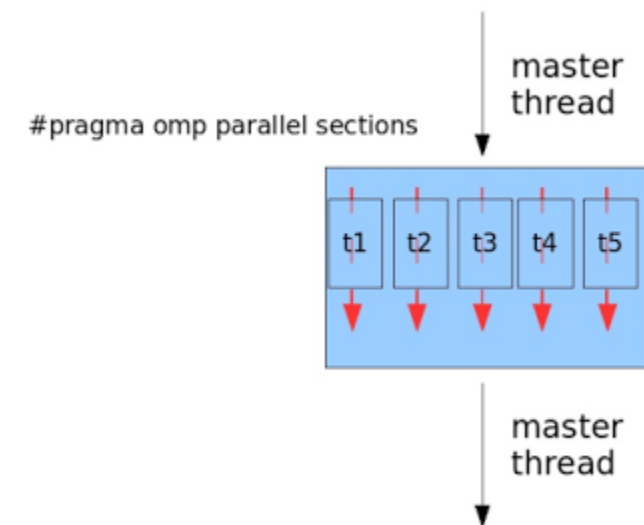 master
thread
#pragma omp parallel sections
t1 t2 t3 t4 t5
master
thread